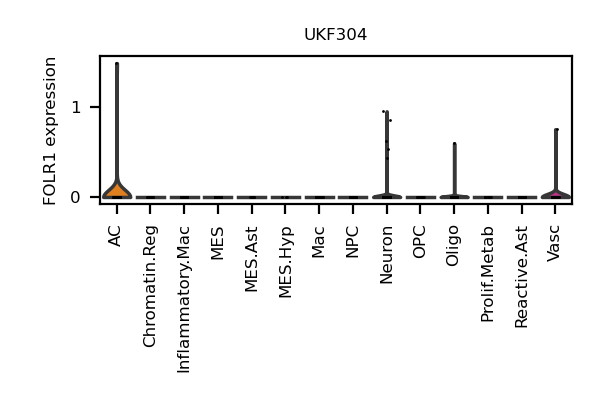 UKF304
FOLR1 expression
1
0
AC
Chromatin.Reg
Inflammatory.Mac
MES
MES.Ast
MES.Hyp
Mac
NPC
Neuron
OPC
Oligo
Prolif.Metab
Reactive.Ast
Vasc